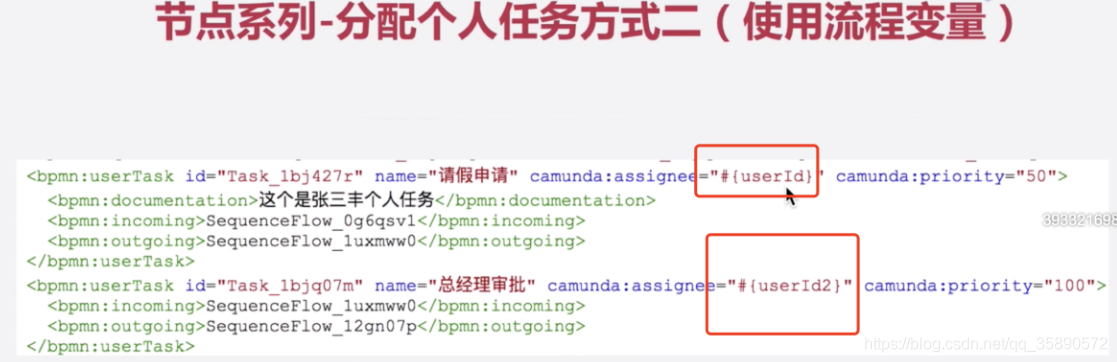 节点系列-分配个人任务方式二（使用流程变量）
<bpmn:userTask id="Task_1bj427r" name="请假申请" camunda:assignee="#{userId}" camunda:priority="50">
<bpmn:documentation>这个是张三丰个人任务</bpmn:documentation>
<bpmn:incoming>SequenceFlow_0g6qsv1</bpmn:incoming>
<bpmn:outgoing>SequenceFlow_1uxmww0</bpmn:outgoing>
</bpmn:userTask>
<bpmn:userTask id="Task_1bjq07m" name="总经理审批" camunda:assignee="#{userId2}" camunda:priority="100">
<bpmn:incoming>SequenceFlow_1uxmww0</bpmn:incoming>
<bpmn:outgoing>SequenceFlow_12gn07p</bpmn:outgoing>
</bpmn:userTask>
393321698
https://blog.csdn.net/qq_35890572